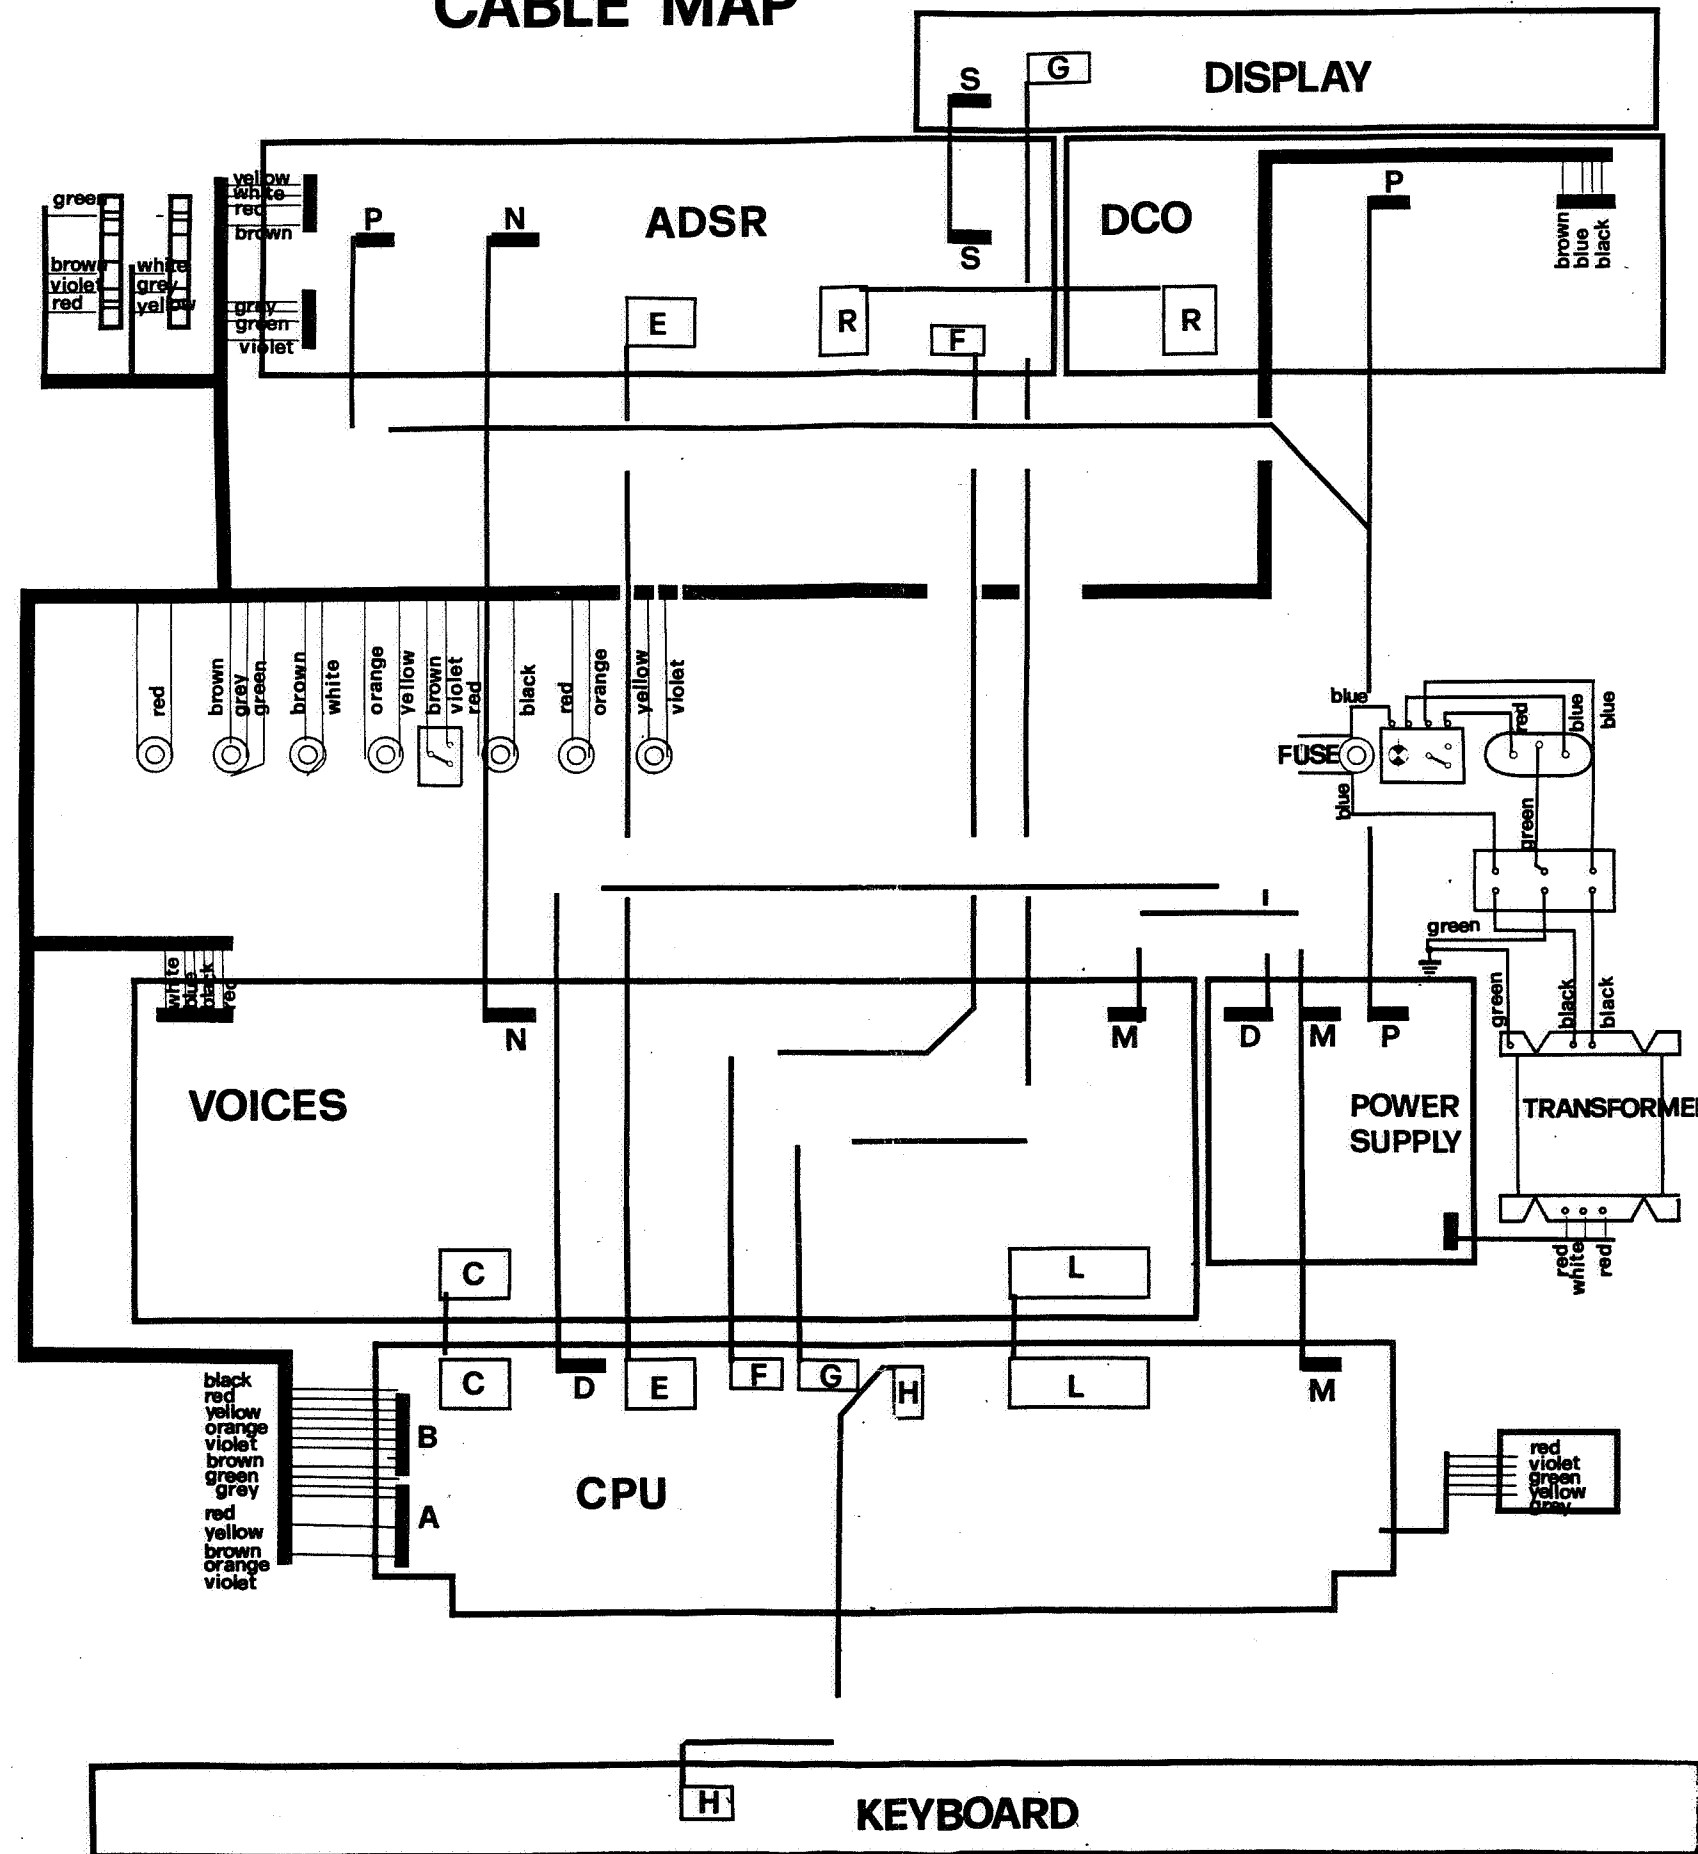 CABLE MAP
DISPLAY
S
G
S
ADSR
P
N
E
R
F
DCO
P
R
brown
blue
black
green
brown
violet
red
white
grey
yellow
yellow
white
red
brown
grey
green
violet
red
brown
grey
green
brown
white
orange
yellow
brown
violet
red
black
red
orange
yellow
violet
blue
FUSE
blue
red
blue
blue
green
green
green
black
black
white
blue
black
red
VOICES
N
M
C
L
D
M
P
POWER
SUPPLY
TRANSFORMER
red
white
red
C
D
E
F
G
H
L
M
B
A
CPU
black
red
yellow
orange
violet
brown
green
grey
red
yellow
brown
orange
violet
red
violet
green
yellow
gray
H
KEYBOARD